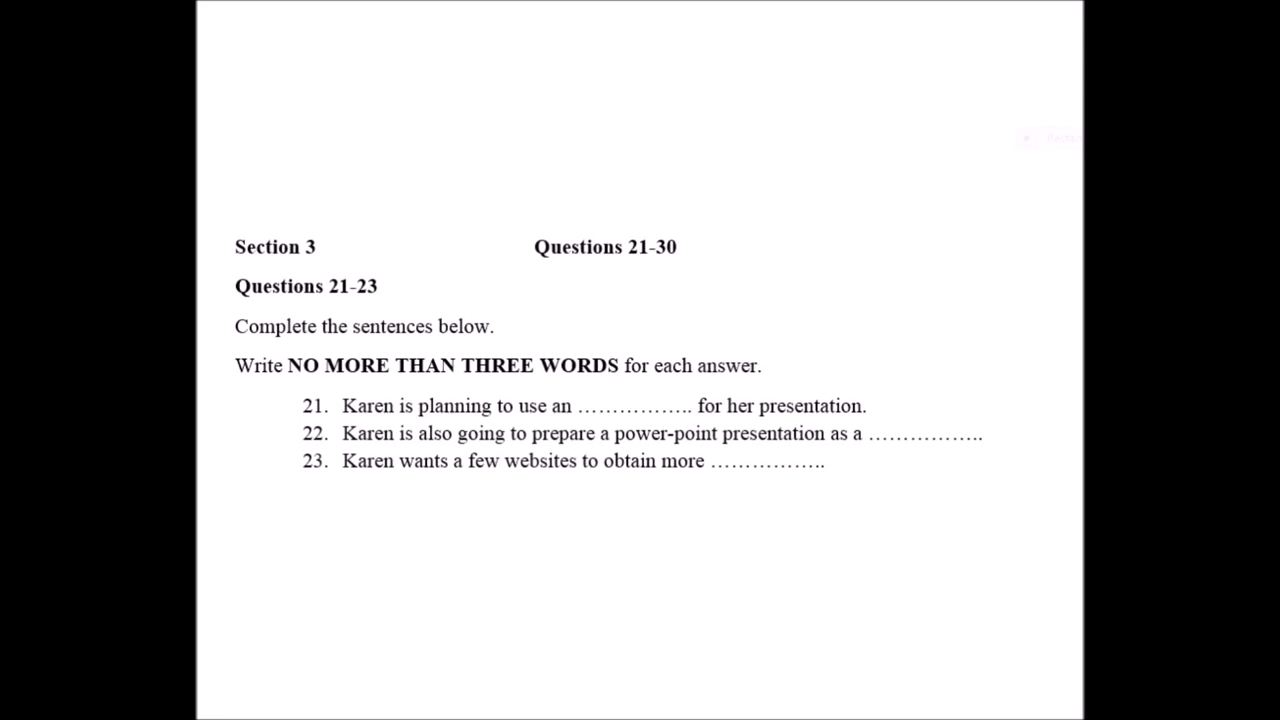 Section 3 Questions 21-30
Questions 21-23
Complete the sentences below.
Write NO MORE THAN THREE WORDS for each answer.
21. Karen is planning to use an …………….. for her presentation.
22. Karen is also going to prepare a power-point presentation as a ……………..
23. Karen wants a few websites to obtain more ……………..